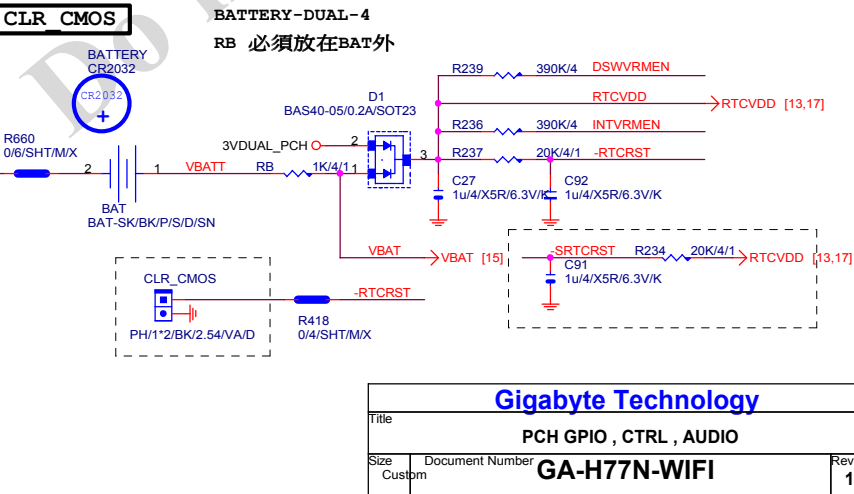 CLR_CMOS
BATTERY-DUAL-4
RB 必須放在BAT外
BATTERY
CR2032
CR2032
+
R660
0/6/SHT/M/X
2
1
VBATT
BAT
BAT-SK/BK/P/S/D/SN
RB
1K/4/1
3VDUAL_PCH
2
1
3
D1
BAS40-05/0.2A/SOT23
R239
390K/4
DSWVRMEN
RTCVDD
RTCVDD [13,17]
R236
390K/4
INTVRMEN
R237
20K/4/1
-RTCRST
C27
1u/4/X5R/6.3V/K
C92
1u/4/X5R/6.3V/K
VBAT
VBAT [15]
-SRTCRST
R234
20K/4/1
RTCVDD [13,17]
C91
1u/4/X5R/6.3V/K
CLR_CMOS
PH/1*2/BK/2.54/VA/D
-RTCRST
R418
0/4/SHT/M/X
Gigabyte Technology
Title
PCH GPIO , CTRL , AUDIO
Size
Custom
Document Number
GA-H77N-WIFI
Rev
1
Do